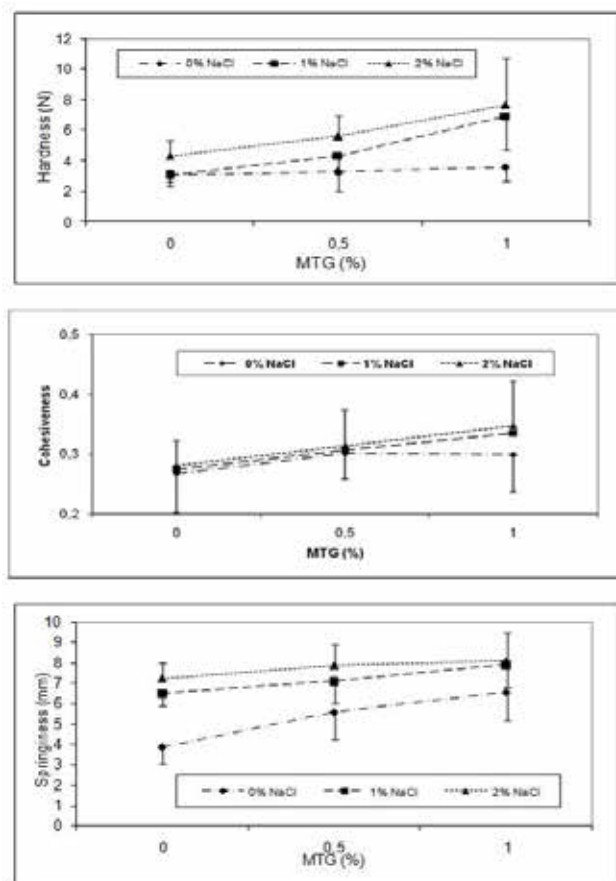 12
10
8
6
4
2
0
Hardness (N)
0% NaCl 1% NaCl 2% NaCl
0 0,5 1
MTG (%)
0,5
0,4
0,3
0,2
Cohesiveness
0% NaCl 1% NaCl 2% NaCl
0 0,5 1
MTG (%)
10
9
8
7
6
5
4
3
2
1
0
Springiness (mm)
0% NaCl 1% NaCl 2% NaCl
0 0,5 1
MTG (%)